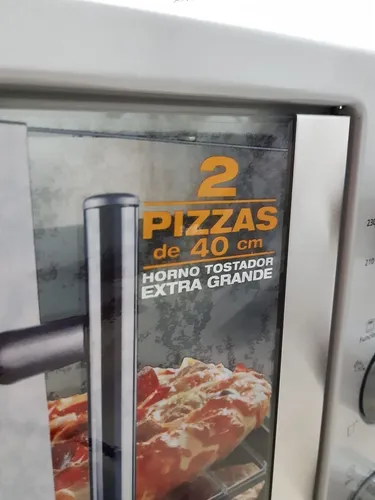 2
PIZZAS
de 40 cm
HORNO TOSTADOR
EXTRA GRANDE